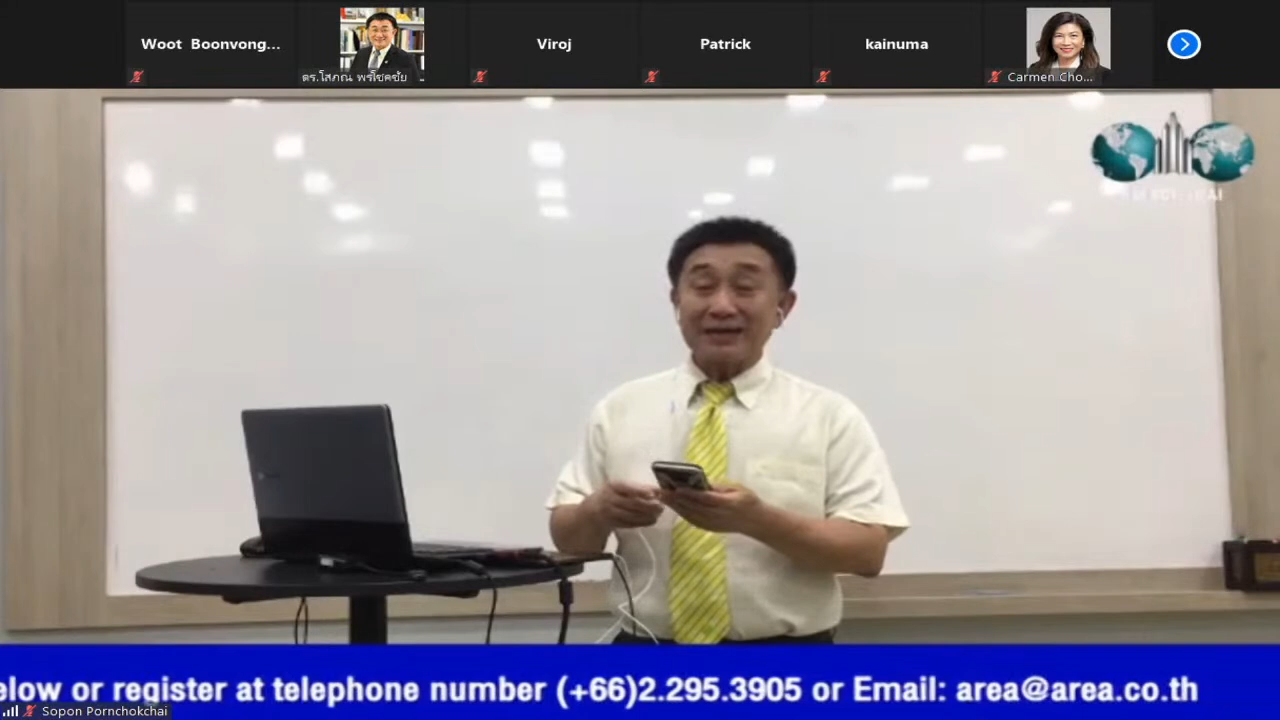 Woot Boonvong...
ดร.โสภณ พรโชคชัย
Viroj
Patrick
kainuma
Carmen Cho...
elow or register at telephone number (+66)2.295.3905 or Email: area@area.co.th
Sopon Pornchokchai